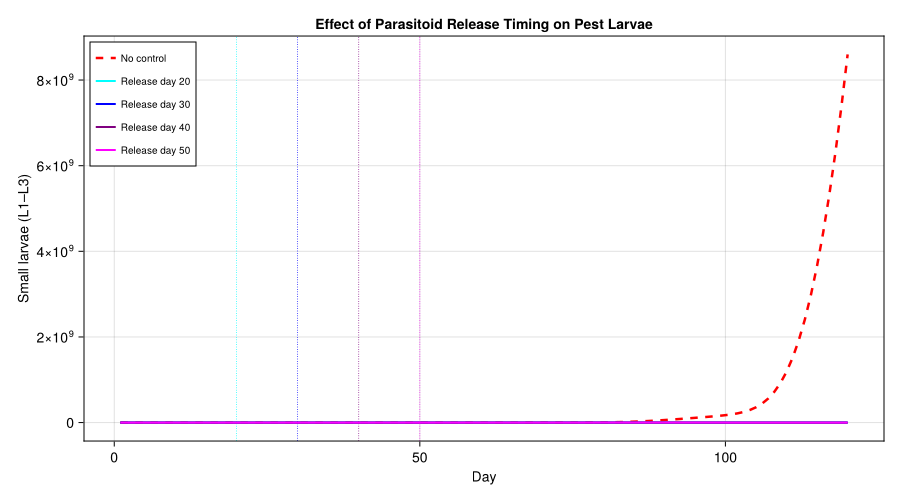 Effect of Parasitoid Release Timing on Pest Larvae
No control
Release day 20
Release day 30
Release day 40
Release day 50
8×10⁹
6×10⁹
4×10⁹
2×10⁹
0
Small larvae (L1–L3)
0
50
100
Day